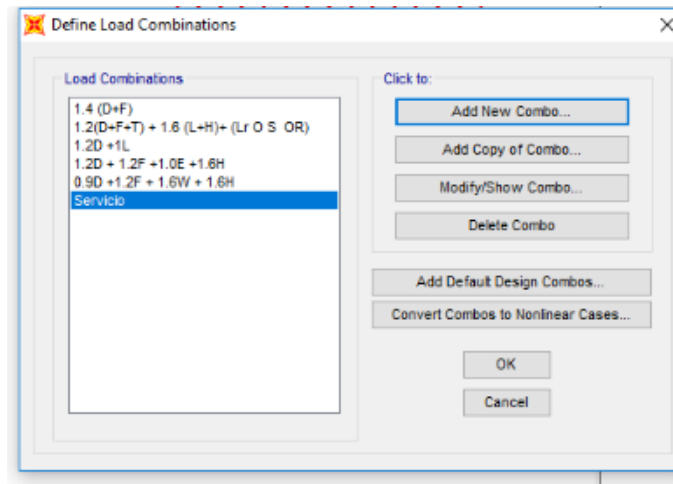 Define Load Combinations
Load Combinations
1.4 (D+F)
1.2(D+F+T) + 1.6 (L+H)+ (Lr O S OR)
1.2D +1L
1.2D + 1.2F +1.0E +1.6H
0.9D +1.2F + 1.6W + 1.6H
Servicio
Click to:
Add New Combo...
Add Copy of Combo...
Modify/Show Combo...
Delete Combo
Add Default Design Combos...
Convert Combos to Nonlinear Cases...
OK
Cancel